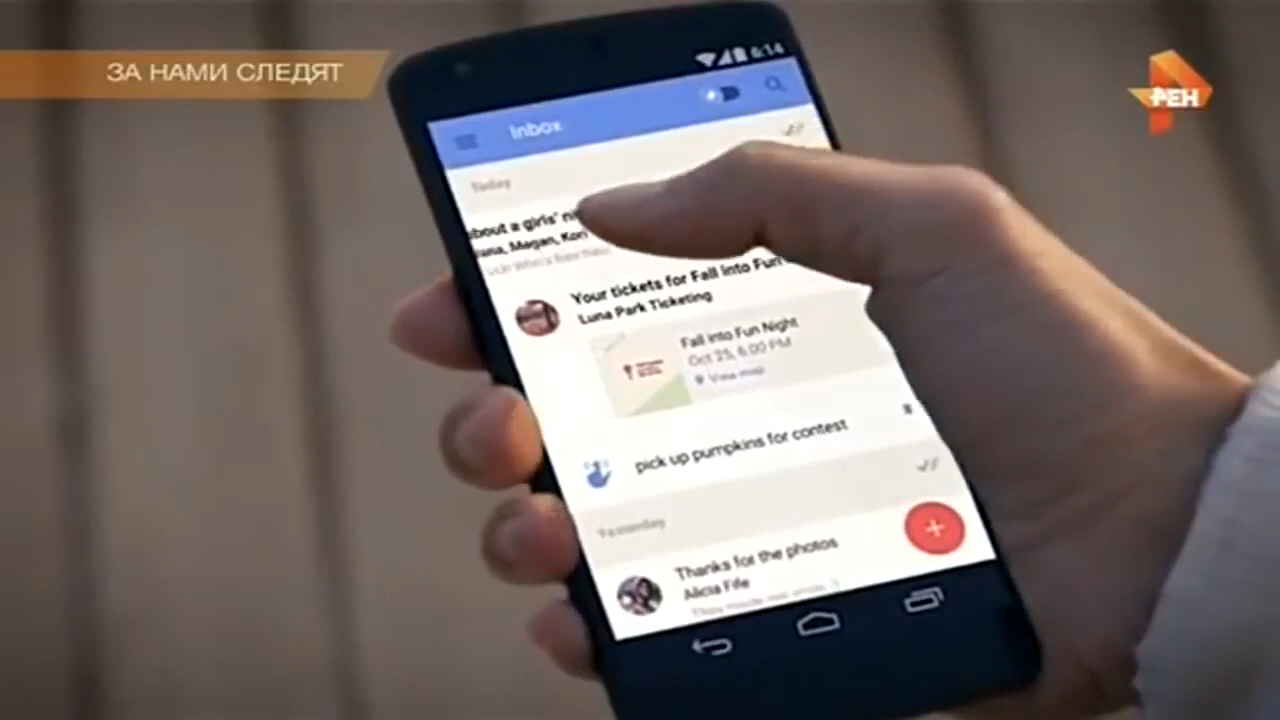 ЗА НАМИ СЛЕДЯТ
РЕН
6:14
Inbox
Today
about a girls'
Megan, Kori
Your tickets for Fall into Fun
Luna Park Ticketing
Fall into Fun Night
Oct 25, 6:00 PM
View map
pick up pumpkins for contest
Yesterday
Thanks for the photos
Alicia Fife